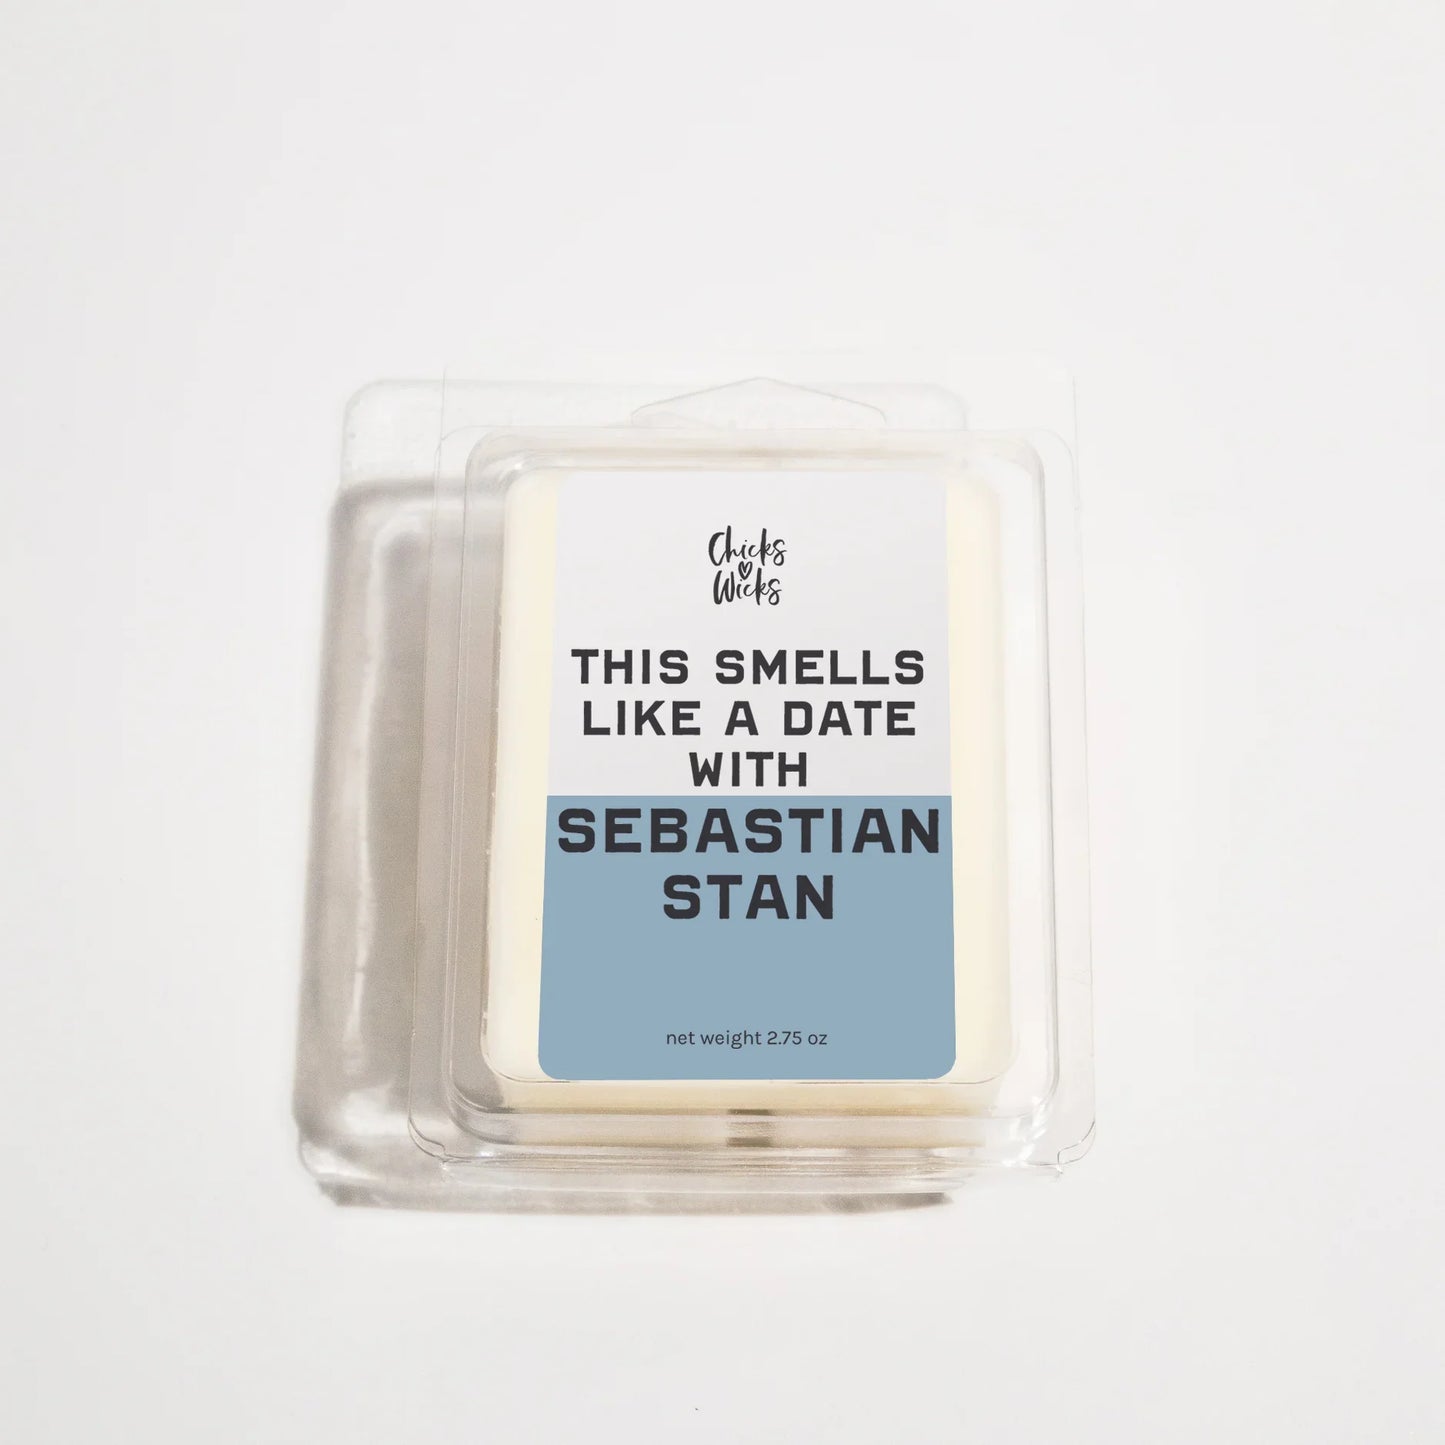 Chicks
Wicks
THIS SMELLS
LIKE A DATE
WITH
SEBASTIAN
STAN
net weight 2.75 oz